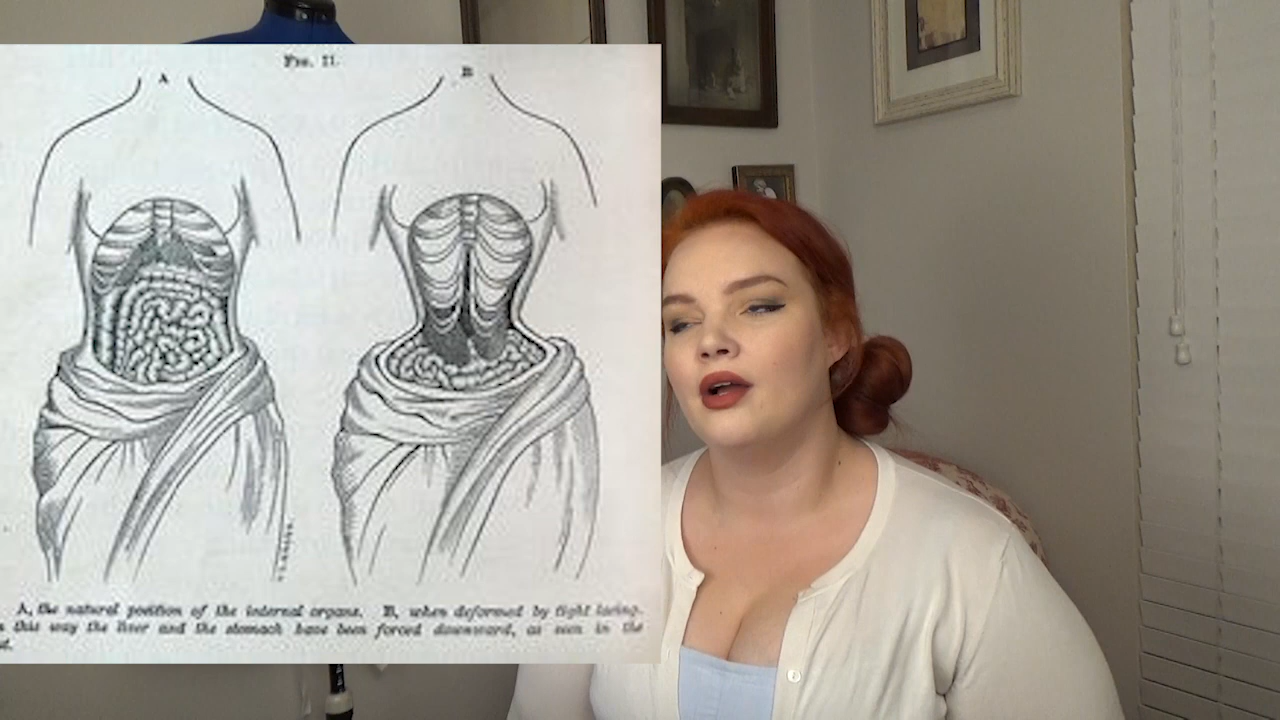 FIG. II.
A
B
A, the natural position of the internal organs. B, when deformed by tight lacing.
this way the liver and the stomach have been forced downward, as seen in the